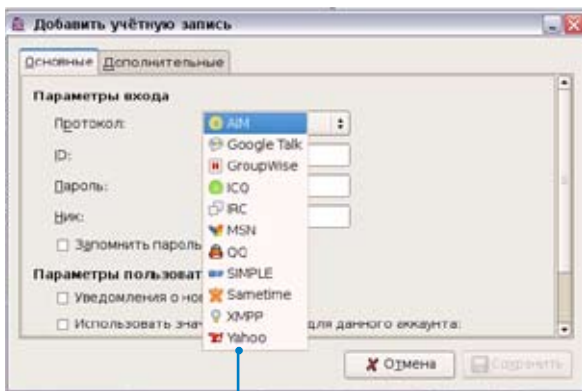 Добавить учётную запись
Основные Дополнительные
Параметры входа
Протокол: AIM
Google Talk
ID:
GroupWise
Пароль:
ICQ
IRC
Ник:
MSN
Запомнить пароль
QQ
Параметры пользоват
SIMPLE
Уведомления о нов
Sametime
XMPP
Использовать знач для данного аккаунта:
Yahoo
Отмена Сохранить